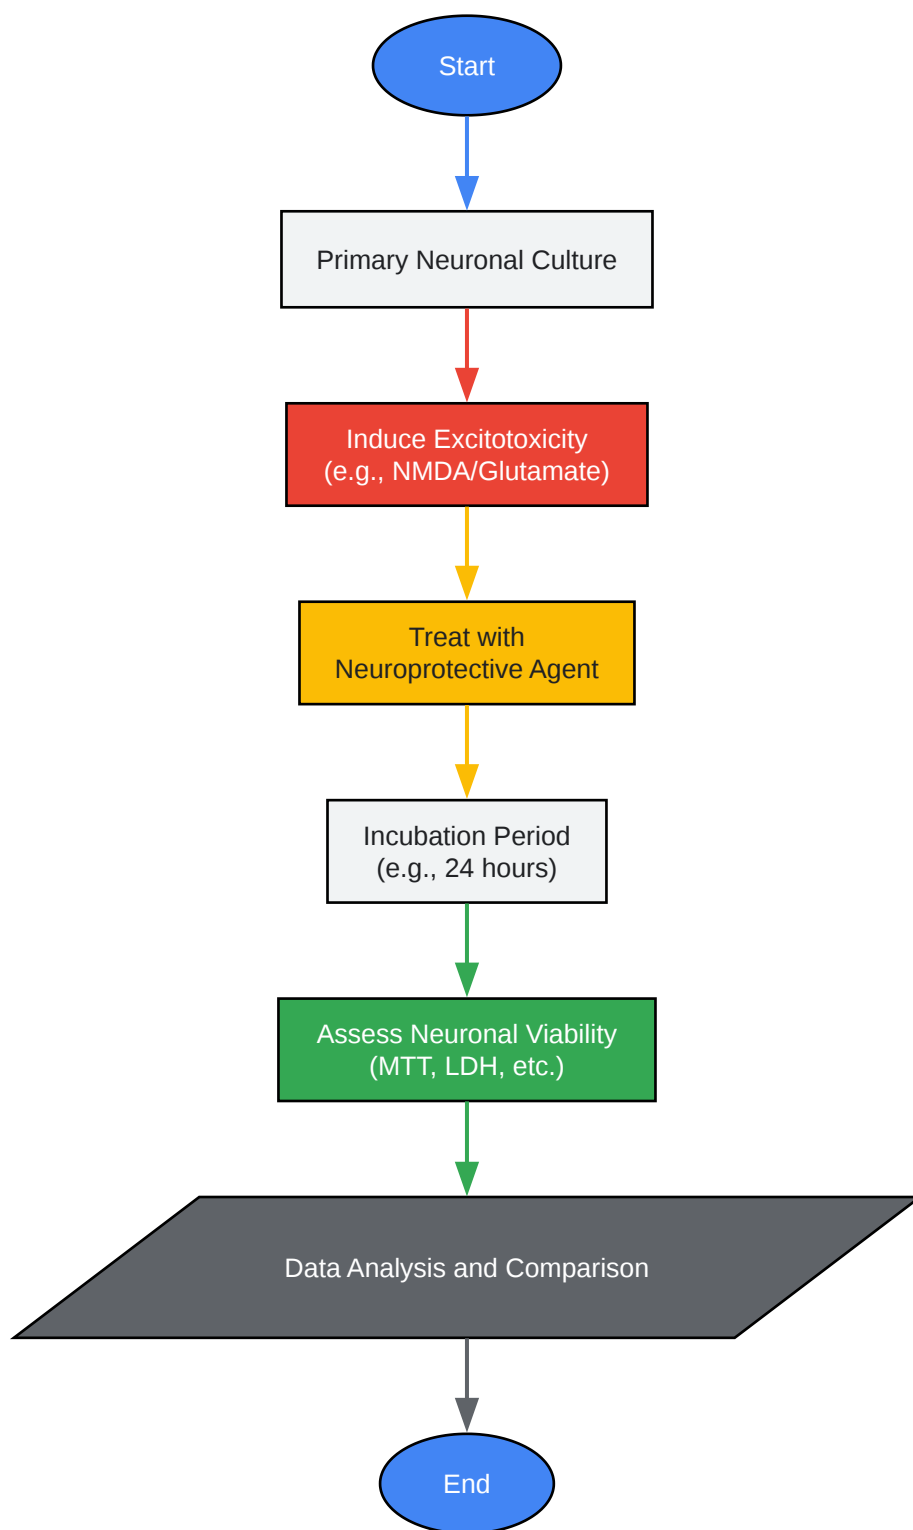 Start
Primary Neuronal Culture
Induce Excitotoxicity
(e.g., NMDA/Glutamate)
Treat with
Neuroprotective Agent
Incubation Period
(e.g., 24 hours)
Assess Neuronal Viability
(MTT, LDH, etc.)
Data Analysis and Comparison
End